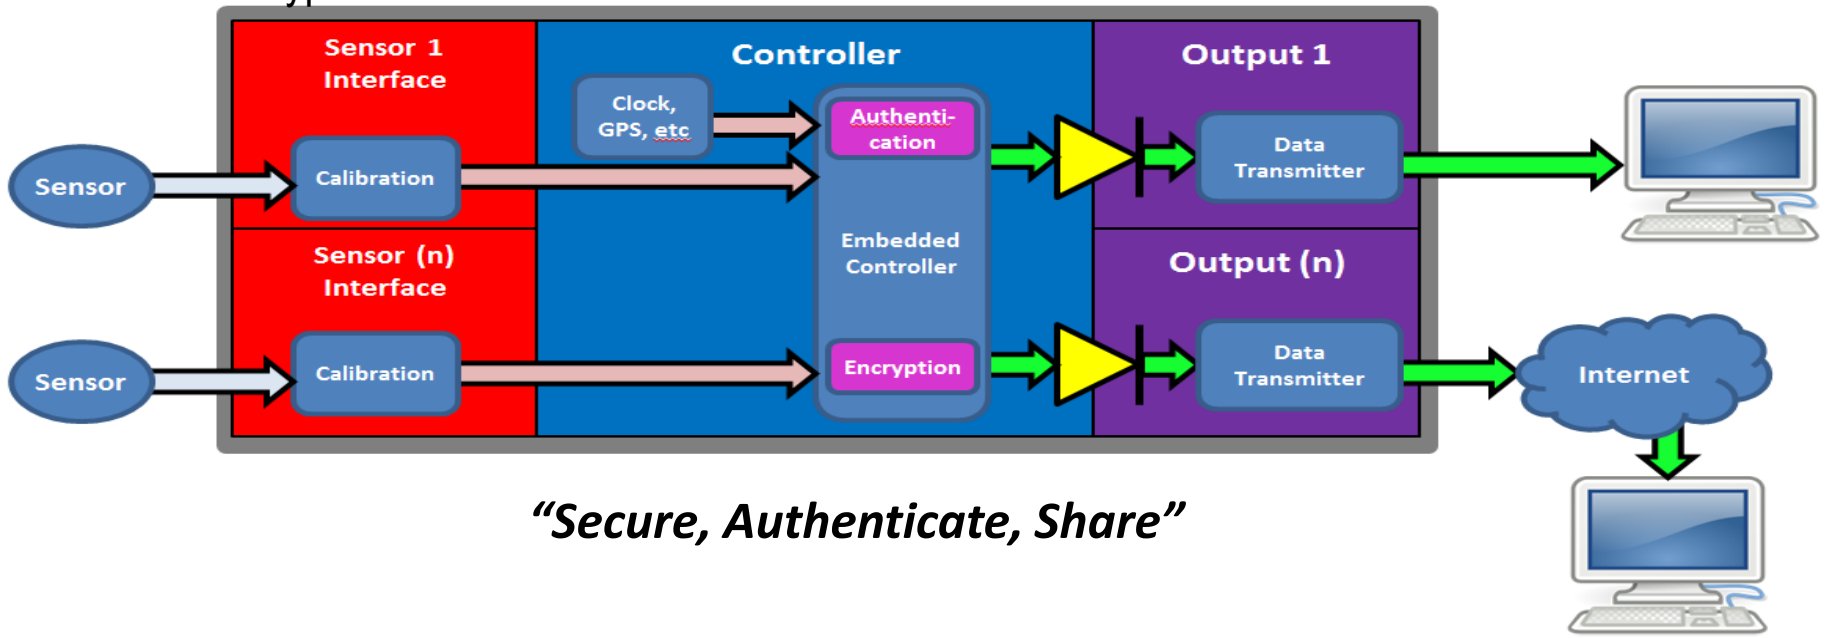 Sensor 1
Interface
Controller
Output 1
Clock,
GPS, etc
Authenti-
cation
Data
Transmitter
Sensor
Calibration
Embedded
Controller
Sensor (n)
Interface
Output (n)
Sensor
Calibration
Encryption
Data
Transmitter
Internet
“Secure, Authenticate, Share”